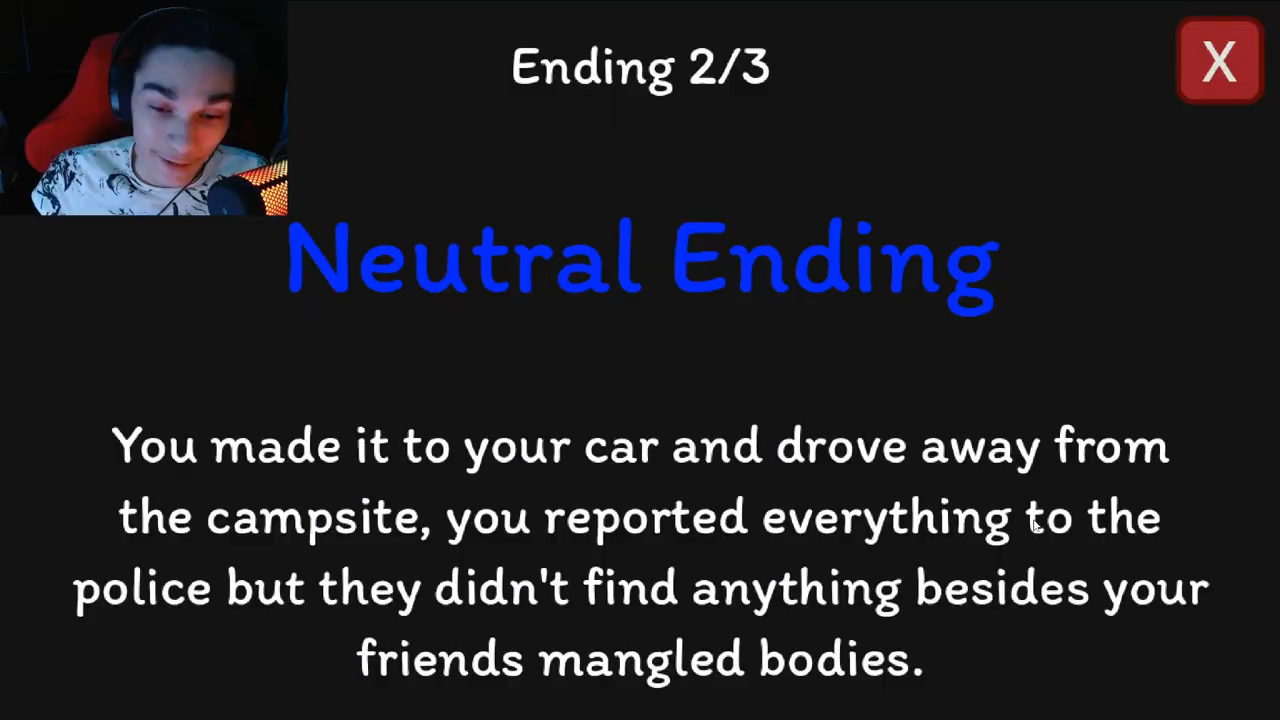 Ending 2/3
X
Neutral Ending
You made it to your car and drove away from
the campsite, you reported everything to the
police but they didn't find anything besides your
friends mangled bodies.